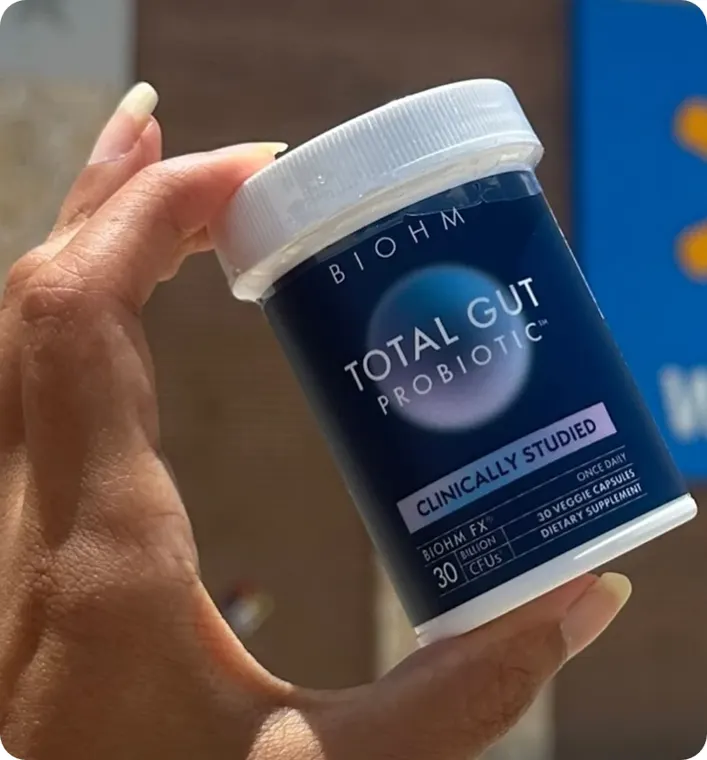 BIOHM
TOTAL GUT
PROBIOTIC™
CLINICALLY STUDIED
BIOHM FX®
30 BILLION CFUs
ONCE DAILY
30 VEGGIE CAPSULES
DIETARY SUPPLEMENT
W